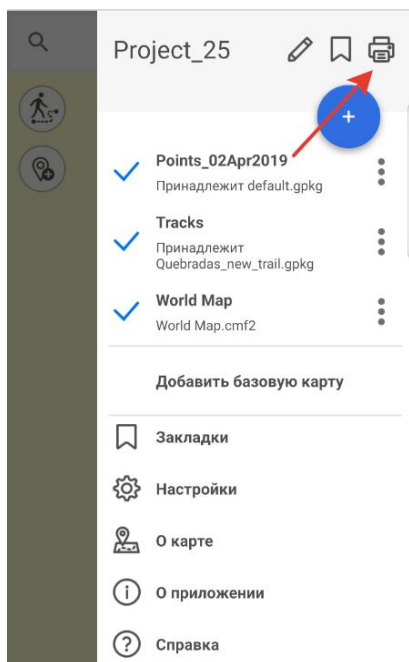 Project_25
Points_02Apr2019
Принадлежит default.gpkg
Tracks
Принадлежит
Quebradas_new_trail.gpkg
World Map
World Map.cmf2
Добавить базовую карту
Закладки
Настройки
О карте
О приложении
Справка